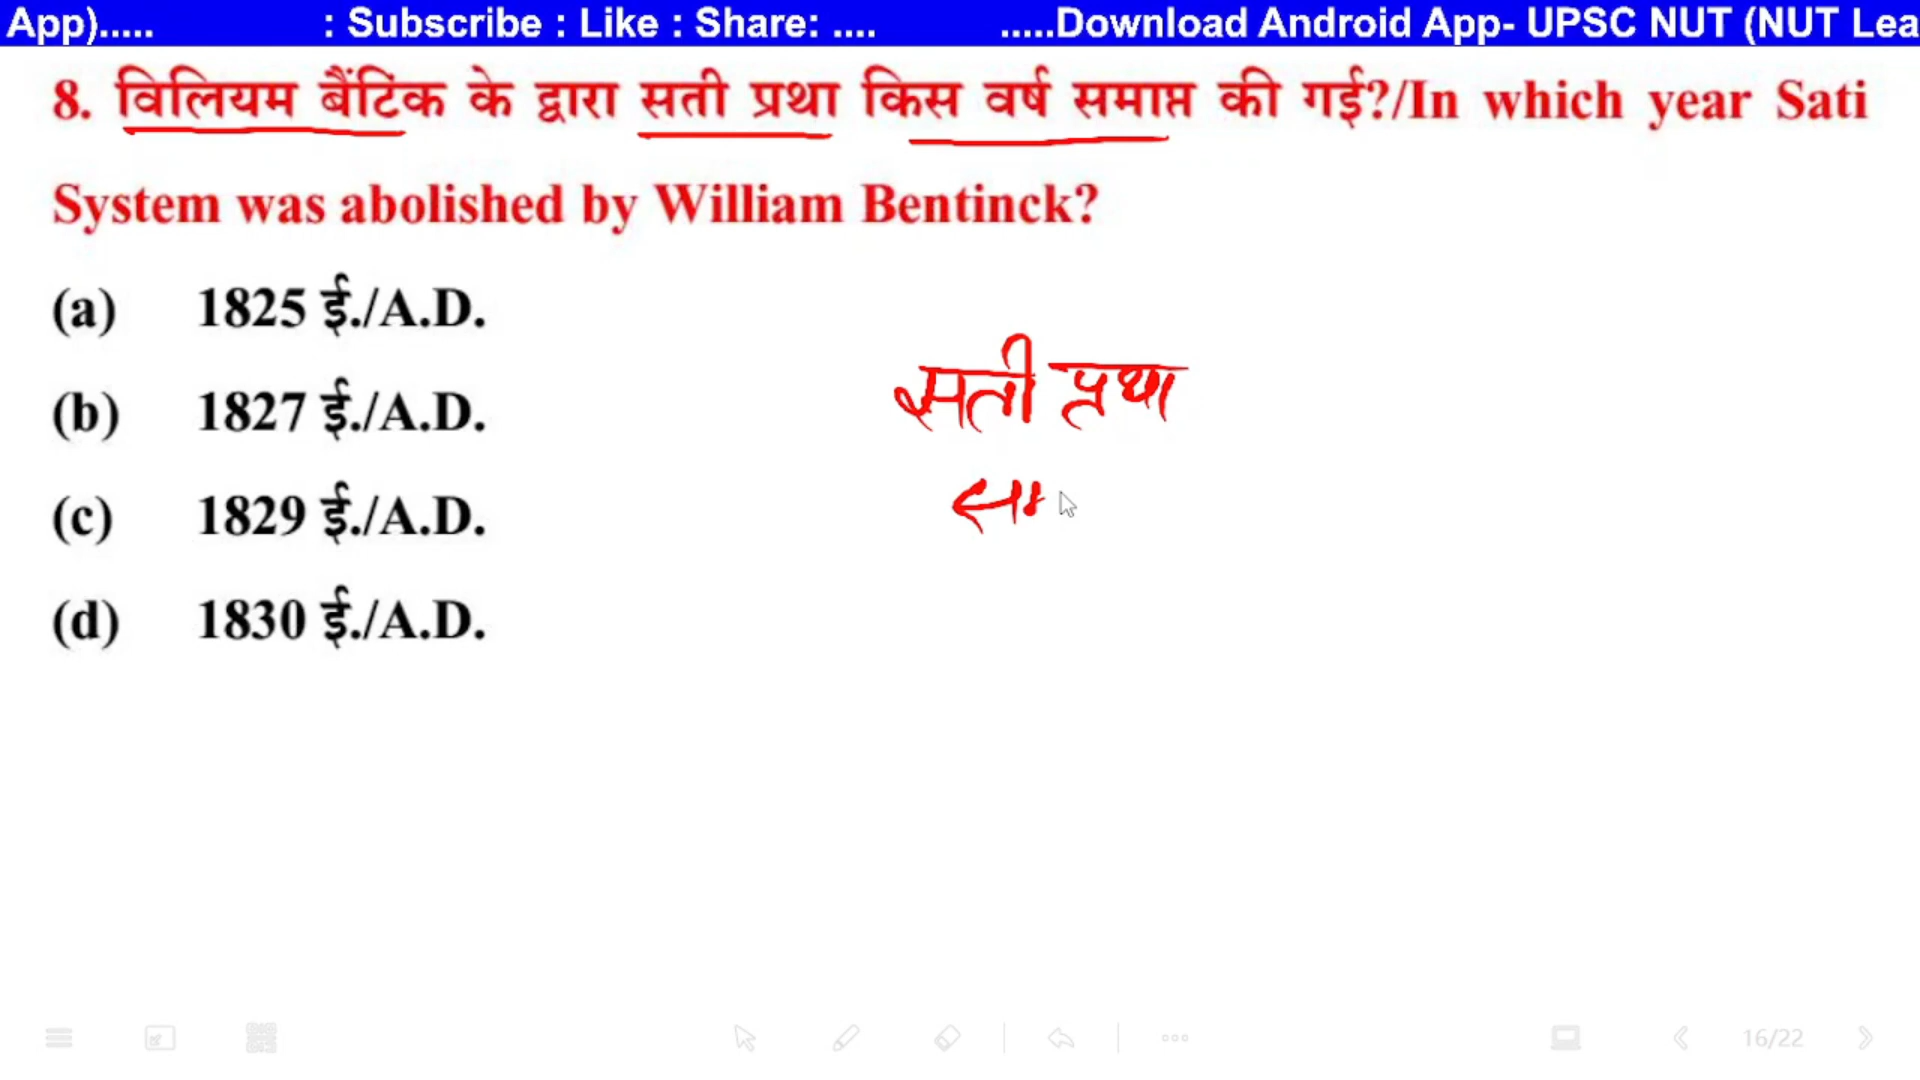 App)..... : Subscribe : Like : Share: .... .....Download Android App- UPSC NUT (NUT Lea
8. विलियम बैंटिंक के द्वारा सती प्रथा किस वर्ष समाप्त की गई?/In which year Sati
System was abolished by William Bentinck?
(a) 1825 ई./A.D.
(b) 1827 ई./A.D.
सती प्रथा
(c) 1829 ई./A.D.
(d) 1830 ई./A.D.
16/22